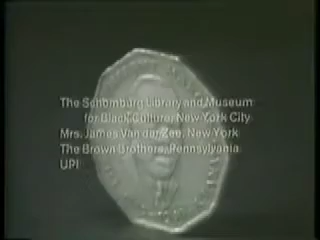 The Schomburg Library and Museum
for Black Culture, New York City
Mrs. James Van der Zee, New York
The Brown Brothers, Pennsylvania
UPI